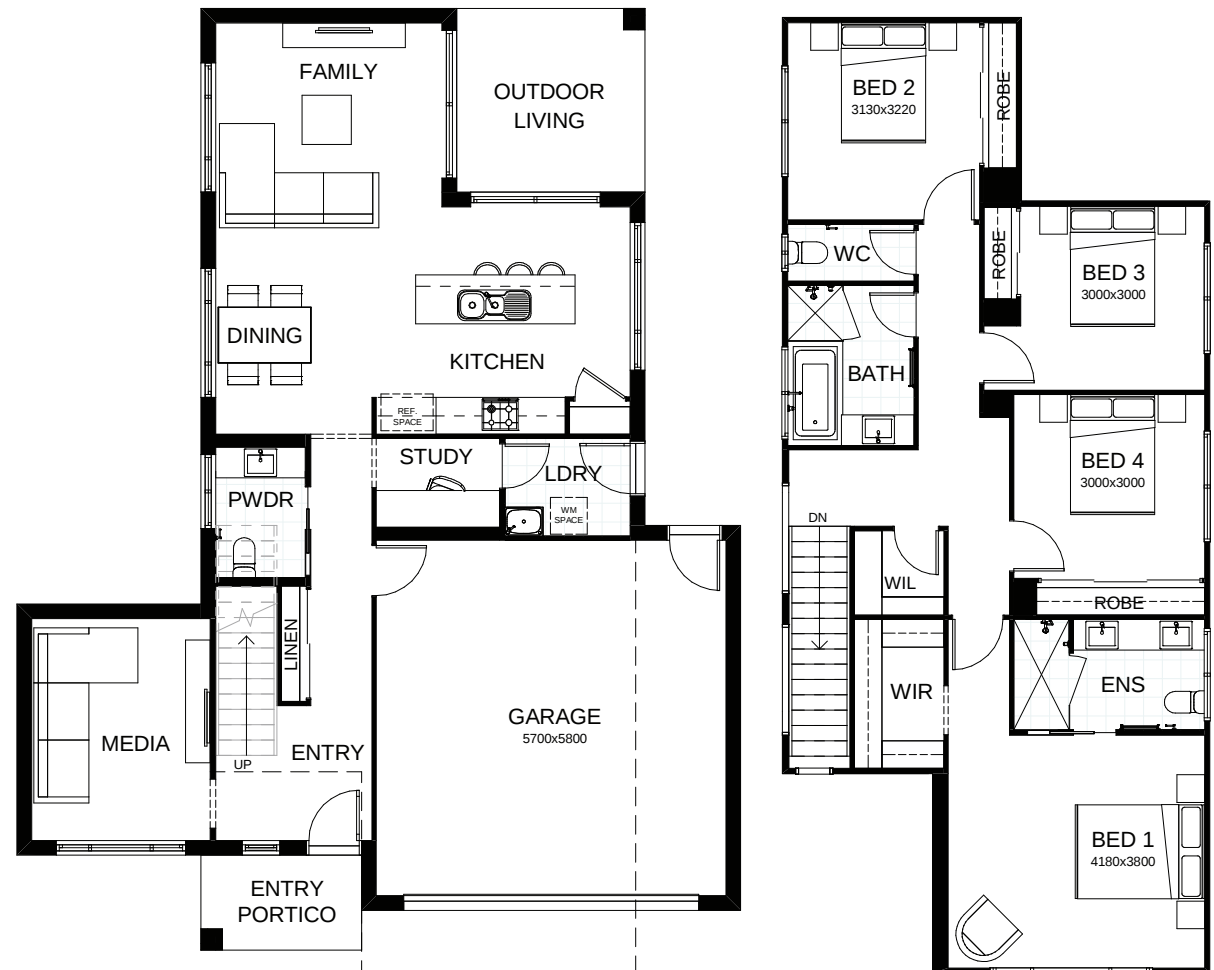 FAMILY
OUTDOOR
LIVING
DINING
KITCHEN
REF.
SPACE
STUDY
LDRY
WM
SPACE
PWDR
LINEN
MEDIA
UP
ENTRY
GARAGE
5700x5800
ENTRY
PORTICO
BED 2
3130x3220
ROBE
WC
ROBE
BED 3
3000x3000
BATH
BED 4
3000x3000
DN
WIL
ROBE
WIR
ENS
BED 1
4180x3800